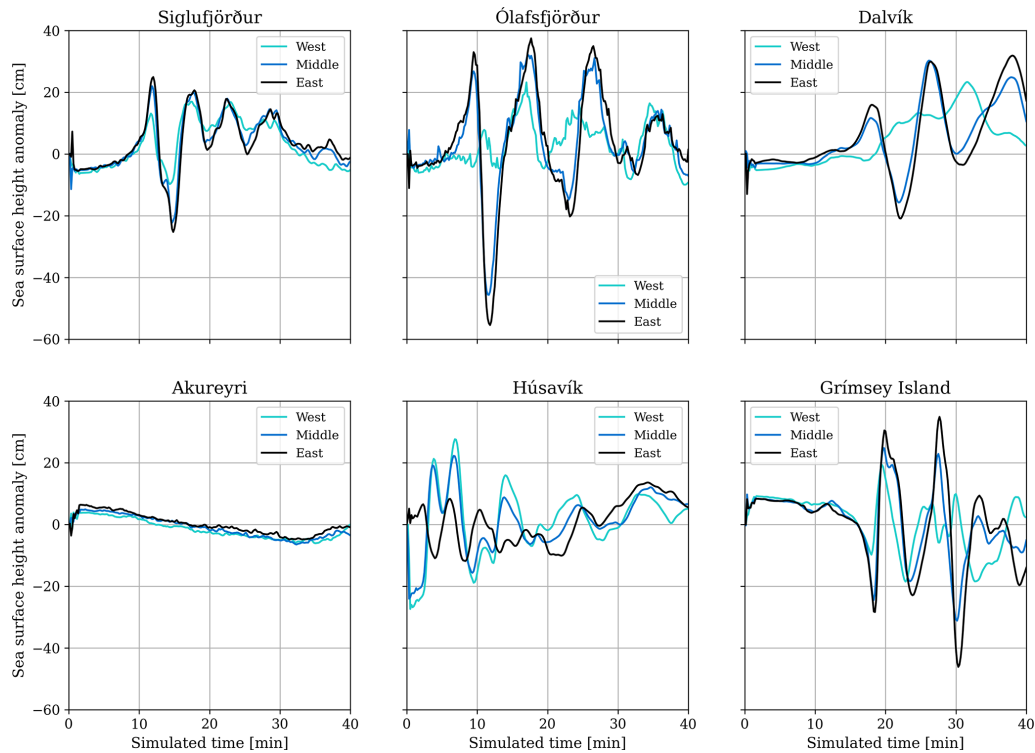 Siglufjörður
Ólafsfjörður
Dalvík
Sea surface height anomaly [cm]
40
20
0
−20
−40
−60
West
Middle
East
West
Middle
East
West
Middle
East
Akureyri
Húsavík
Grímsey Island
Sea surface height anomaly [cm]
40
20
0
−20
−40
−60
West
Middle
East
West
Middle
East
West
Middle
East
0 10 20 30 40
0 10 20 30 40
0 10 20 30 40
Simulated time [min]
Simulated time [min]
Simulated time [min]